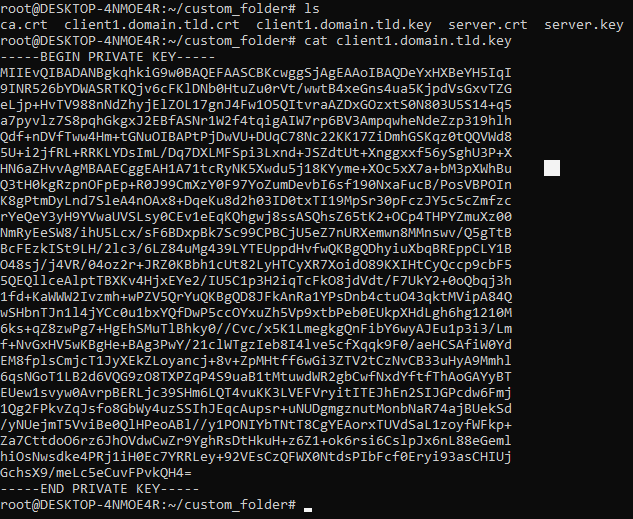 root@DESKTOP-4NMOE4R:~/custom_folder# ls
ca.crt client1.domain.tld.crt client1.domain.tld.key server.crt server.key
root@DESKTOP-4NMOE4R:~/custom_folder# cat client1.domain.tld.key
-----BEGIN PRIVATE KEY-----
MIIEvQIBADANBgkqhkiG9w0BAQEFAASCBKcwggSjAgEAAoIBAQDeYxHXBeYH5IqI
9INR526bYDWASRTKQjv6cFKlDNb0HtuZu0rVt/wwtB4xeGns4ua5KjpdVsGxvTZG
eLjp+HvTV988nNdZhyjElZOL17gnJ4Fw1O5QItvraAZDxGOzxtS0N803U5S14+q5
a7pyvlz7S8pqhGkgxJ2EBfASNr1W2f4tqigAIW7rp6BV3AmpqwheNdeZzp319hlh
Qdf+nDVfTww4Hm+tGNuOIBAPtPjDwVU+DUqC78Nc22KK17ZiDmhGSKqz0tQQVWd8
5U+i2jfRL+RRKLYDsImL/Dq7DXLMFSpi3Lxnd+JSZdtUt+Xnggxxf56ySghU3P+X
HN6aZHvvAgMBAAECggEAH1A71tcRyNK5Xwdu5j18KYyme+XOc5xX7a+bM3pXWhBu
Q3tH0kgRzpnOFpEp+R0J99CmXzY0F97YoZumDevbI6sf190NxaFucB/PosVBPOIn
K8gPtmDyLnd7SleA4nOAx8+DqeKu8d2h03ID0txTI19MpSr30pFczJY5c5cZmfzc
rYeQeY3yH9YVwaUVSLsy0CEv1eEqKQhgwj8ssASQhsZ65tK2+OCp4THPYZmuXz00
NmRyEeSW8/ihU5Lcx/sF6BDxpBk7Sc99CPBCjU5eZ7nURXemwn8MMnswv/Q5gTtB
BcFEzkISt9LH/2lc3/6LZ84uMg439LYTEUppdHvfwQKBgQDhyiuXbqBREppCLY1B
O48sj/j4VR/04oz2r+JRZ0KBbh1cUt82LyHTCyXR7XoidO89KXIHtCyQccp9cbF5
5QEQllceAlptTBXKv4HjxEYe2/IU5C1p3H2iqTcFkO8jdVdt/F7UkY2+0oQbqj3h
1fd+KaWWW2Ivzmh+wPZV5QrYuQKBgQD8JFkAnRa1YPsDnb4ctuO43qktMVipA84Q
wSHbnTJn1l4jYCc0u1bxYQfDwP5ccOYxuZh5Vp9xtbPeb0EUkpXHdLgh6hg1210M
6ks+qZ8zwPg7+HgEhSMuTlBhky0//Cvc/x5K1LmegkgQnFibY6wyAJEu1p3i3/Lm
f+NvGxHV5wKBgHe+BAg3PwY/21clWTgzIeb8I4lve5cfXqqk9F0/aeHCSAfiW0Yd
EM8fplsCmjcT1JyXEkZLoyancj+8v+ZpMHtff6wGi3ZTV2tCzNvCB33uHyA9Mmhl
6qsNGoT1LB2d6VQG9zO8TXPZqP4S9uaB1tMtuwdWR2gbCwfNxdYftfThAoGAYyBT
EUew1svyw0AvrpBERLjc39SHm6LQT4vuKK3LVEFVryitITEJhEn2SIJGPcdw6Fmj
1Qg2FPkvZqJsfo8GbWy4uzSSIhJEqcAupsr+uNUDgmgznutMonbNaR74ajBUekSd
/yNUejmT5VviBe0QlHPeoABl//y1PONIYbTNtT8CgYEAorxTUVdSaL1zoyfWFkp+
Za7CttdoO6rz6JhOVdwCwZr9YghRsDtHkuH+z6Z1+ok6rsi6CslpJx6nL88eGeml
hiOsNwsdke4PRj1iH0Ec7YRRLey+92VEsCzQFWX0NtdsPIbFcf0Eryi93asCHIUj
GchsX9/meLc5eCuvFPvkQH4=
-----END PRIVATE KEY-----
root@DESKTOP-4NMOE4R:~/custom_folder#